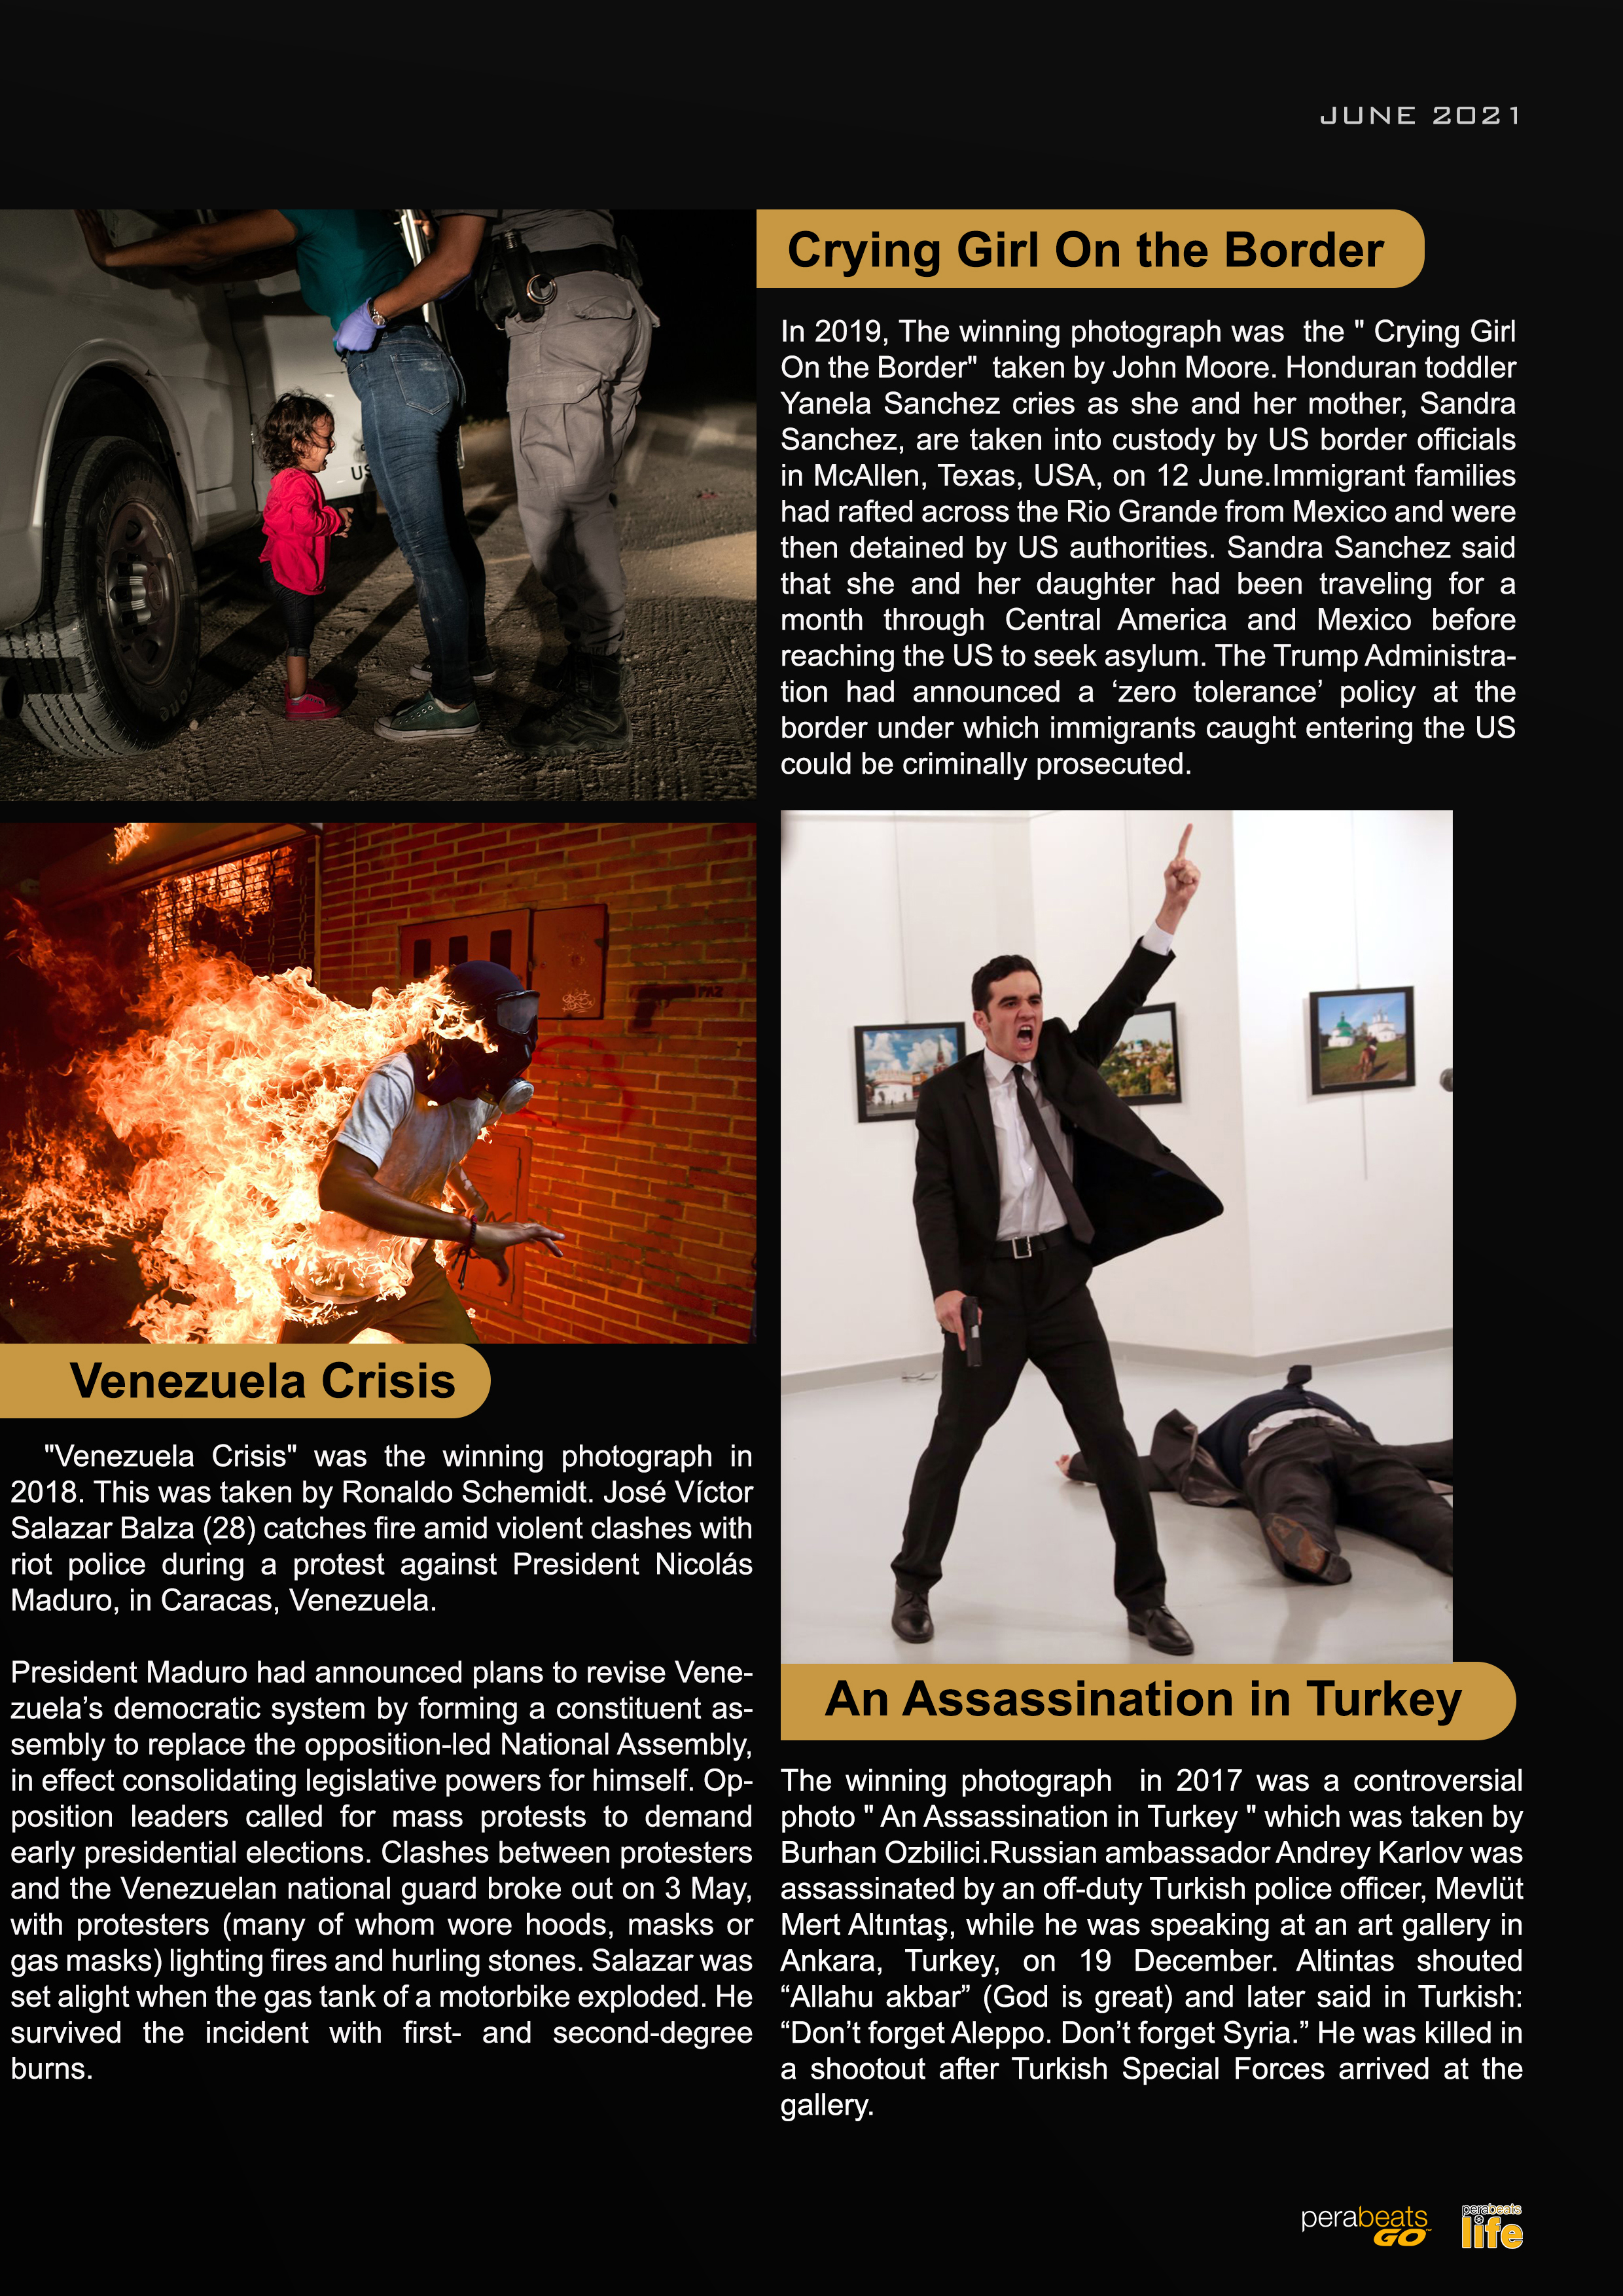 JUNE 2021
Crying Girl On the Border
In 2019, The winning photograph was  the " Crying Girl
On the Border"  taken by John Moore. Honduran toddler
Yanela Sanchez cries as she and her mother, Sandra
Sanchez, are taken into custody by US border officials
in McAllen, Texas, USA, on 12 June.Immigrant families
had rafted across the Rio Grande from Mexico and were
then detained by US authorities. Sandra Sanchez said
that she and her daughter had been traveling for a
month through Central America and Mexico before
reaching the US to seek asylum. The Trump Administra-
tion had announced a ‘zero tolerance’ policy at the
border under which immigrants caught entering the US
could be criminally prosecuted.
US
Venezuela Crisis
"Venezuela Crisis" was the winning photograph in
2018. This was taken by Ronaldo Schemidt. José Víctor
Salazar Balza (28) catches fire amid violent clashes with
riot police during a protest against President Nicolás
Maduro, in Caracas, Venezuela.
President Maduro had announced plans to revise Vene-
zuela’s democratic system by forming a constituent as-
sembly to replace the opposition-led National Assembly,
in effect consolidating legislative powers for himself. Op-
position leaders called for mass protests to demand
early presidential elections. Clashes between protesters
and the Venezuelan national guard broke out on 3 May,
with protesters (many of whom wore hoods, masks or
gas masks) lighting fires and hurling stones. Salazar was
set alight when the gas tank of a motorbike exploded. He
survived the incident with first- and second-degree
burns.
An Assassination in Turkey
The winning photograph  in 2017 was a controversial
photo " An Assassination in Turkey " which was taken by
Burhan Ozbilici.Russian ambassador Andrey Karlov was
assassinated by an off-duty Turkish police officer, Mevlüt
Mert Altıntaş, while he was speaking at an art gallery in
Ankara, Turkey, on 19 December. Altintas shouted
“Allahu akbar” (God is great) and later said in Turkish:
“Don’t forget Aleppo. Don’t forget Syria.” He was killed in
a shootout after Turkish Special Forces arrived at the
gallery.
perabeats
GO
perabeats
life